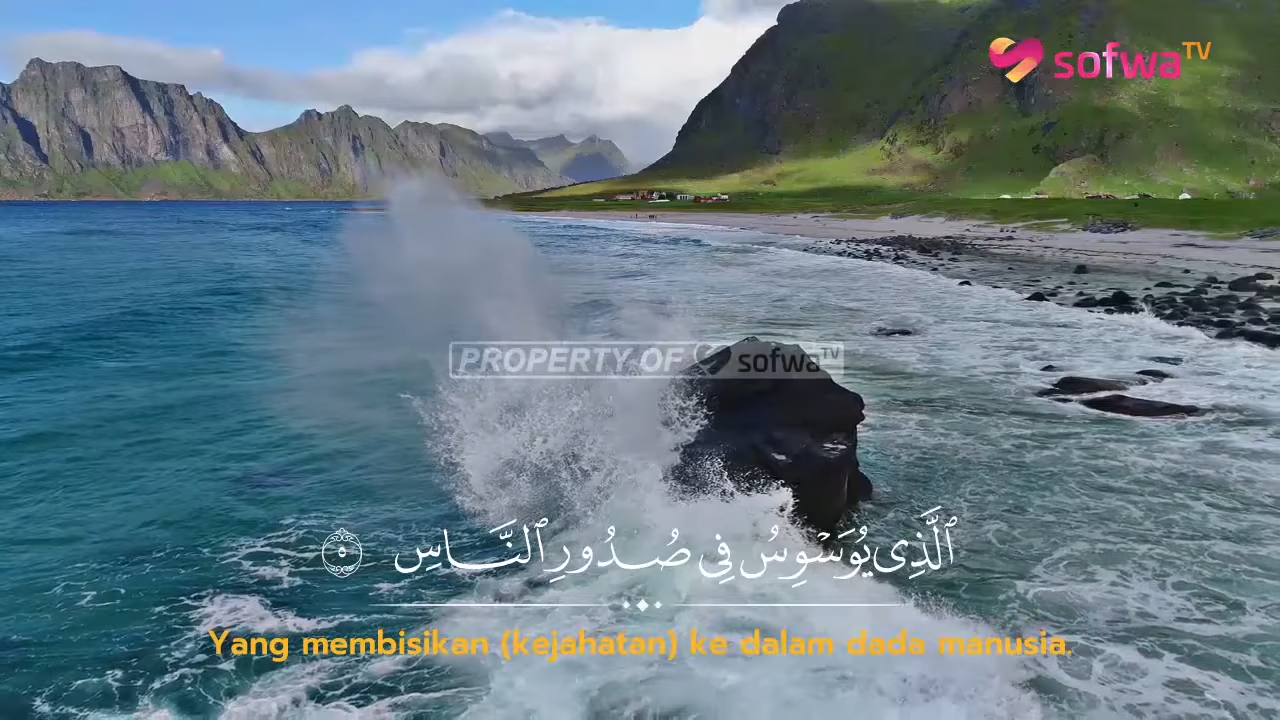 sofwa TV
PROPERTY OF sofwa TV
ٱلَّذِى يُوَسْوِسُ فِى صُدُورِ ٱلنَّاسِ ٥
Yang membisikan (kejahatan) ke dalam dada manusia.